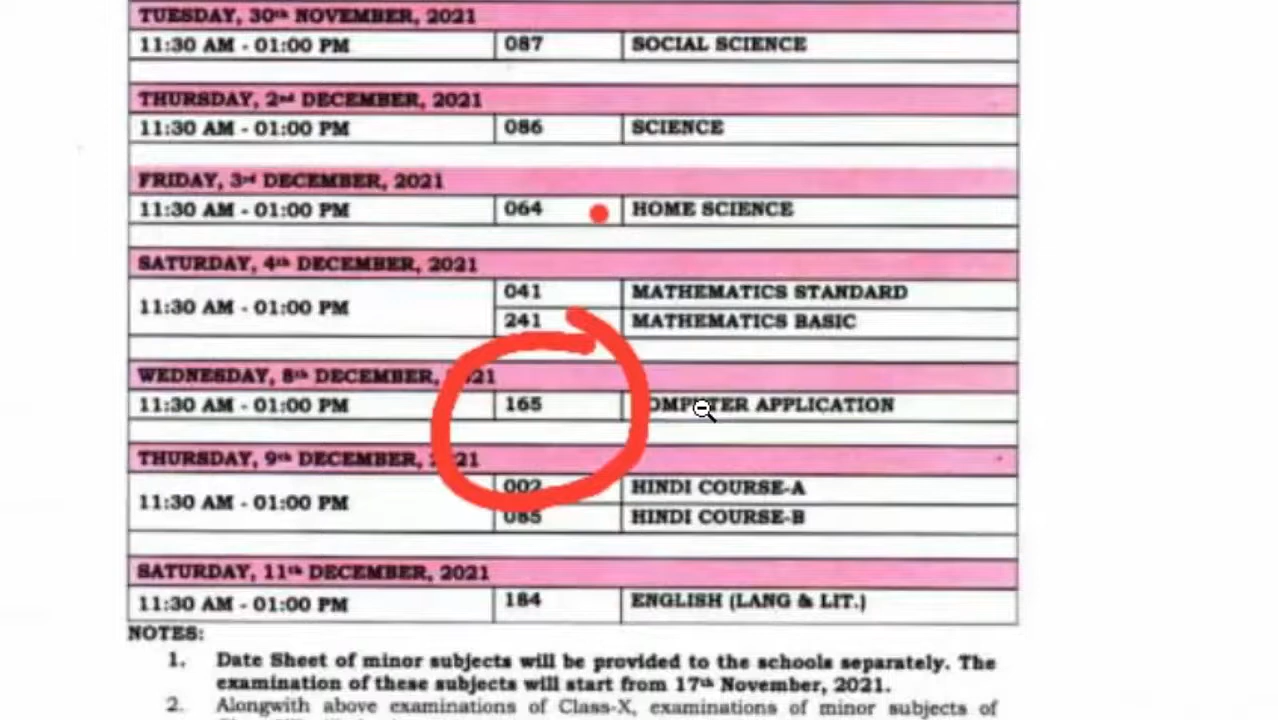 TUESDAY, 30th NOVEMBER, 2021
11:30 AM - 01:00 PM 087 SOCIAL SCIENCE
THURSDAY, 2nd DECEMBER, 2021
11:30 AM - 01:00 PM 086 SCIENCE
FRIDAY, 3rd DECEMBER, 2021
11:30 AM - 01:00 PM 064 HOME SCIENCE
SATURDAY, 4th DECEMBER, 2021
11:30 AM - 01:00 PM
041 MATHEMATICS STANDARD
241 MATHEMATICS BASIC
WEDNESDAY, 8th DECEMBER, 2021
11:30 AM - 01:00 PM 165 COMPUTER APPLICATION
THURSDAY, 9th DECEMBER, 2021
11:30 AM - 01:00 PM
002 HINDI COURSE-A
085 HINDI COURSE-B
SATURDAY, 11th DECEMBER, 2021
11:30 AM - 01:00 PM 184 ENGLISH (LANG & LIT.)
NOTES:
1. Date Sheet of minor subjects will be provided to the schools separately. The
examination of these subjects will start from 17th November, 2021.
2. Alongwith above examinations of Class-X, examinations of minor subjects of